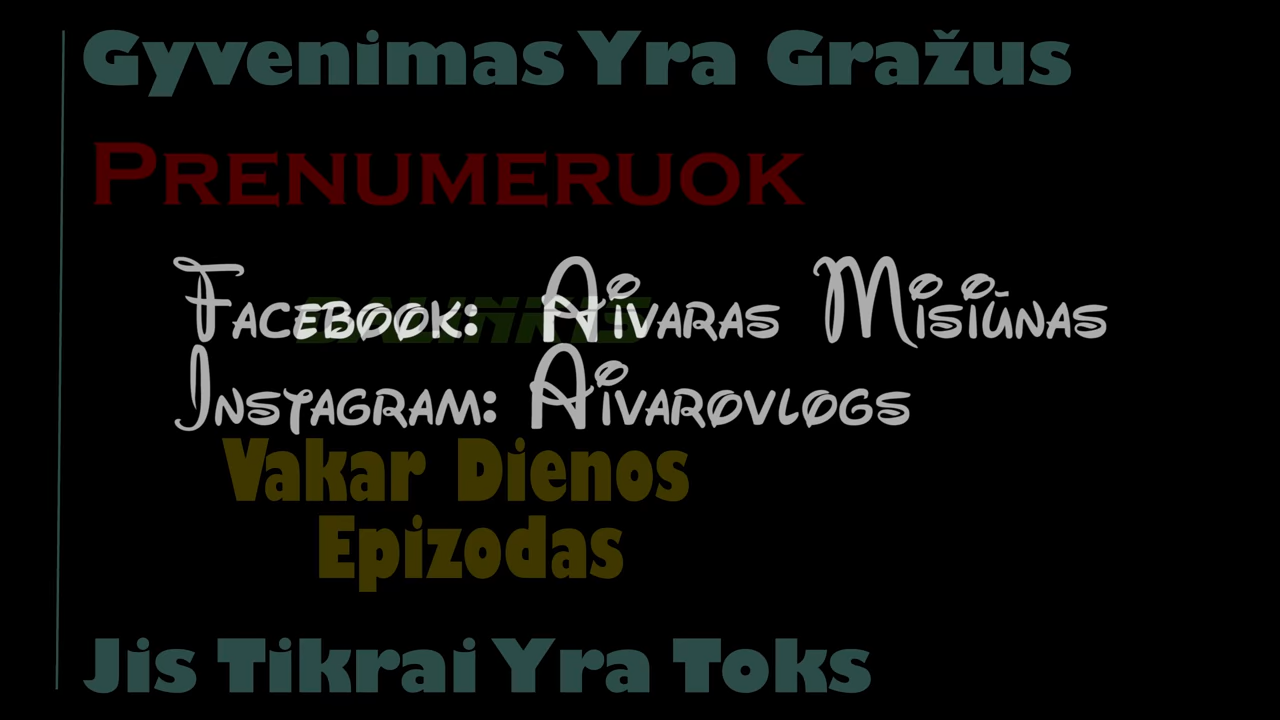 Gyvenimas Yra Gražus
PRENUMERUOK
FACEBOOK: AIVARAS MISIŪNAS
INSTAGRAM: AIVAROVLOGS
Vakar Dienos
Epizodas
Jis Tikrai Yra Toks